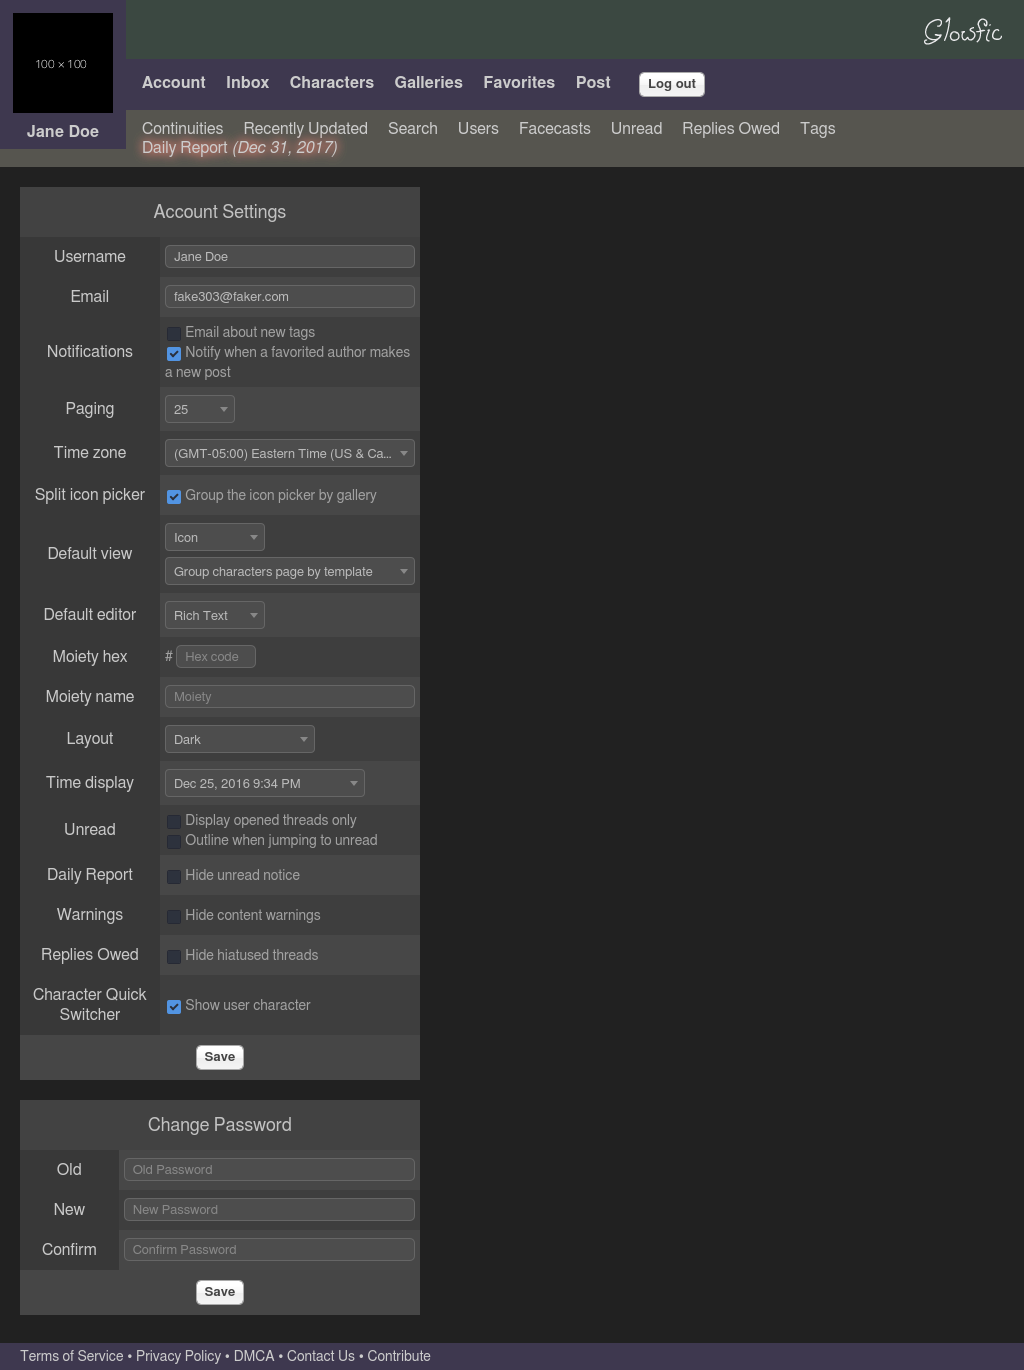 100 × 100
Jane Doe
Glowfic
Account Inbox Characters Galleries Favorites Post Log out
Continuities Recently Updated Search Users Facecasts Unread Replies Owed Tags
Daily Report (Dec 31, 2017)
Account Settings
Username Jane Doe
Email fake303@faker.com
Notifications
Email about new tags
Notify when a favorited author makes
a new post
Paging 25
Time zone (GMT-05:00) Eastern Time (US & Ca...
Split icon picker Group the icon picker by gallery
Default view
Icon
Group characters page by template
Default editor Rich Text
Moiety hex # Hex code
Moiety name Moiety
Layout Dark
Time display Dec 25, 2016 9:34 PM
Unread
Display opened threads only
Outline when jumping to unread
Daily Report Hide unread notice
Warnings Hide content warnings
Replies Owed Hide hiatused threads
Character Quick
Switcher
Show user character
Save
Change Password
Old Old Password
New New Password
Confirm Confirm Password
Save
Terms of Service • Privacy Policy • DMCA • Contact Us • Contribute